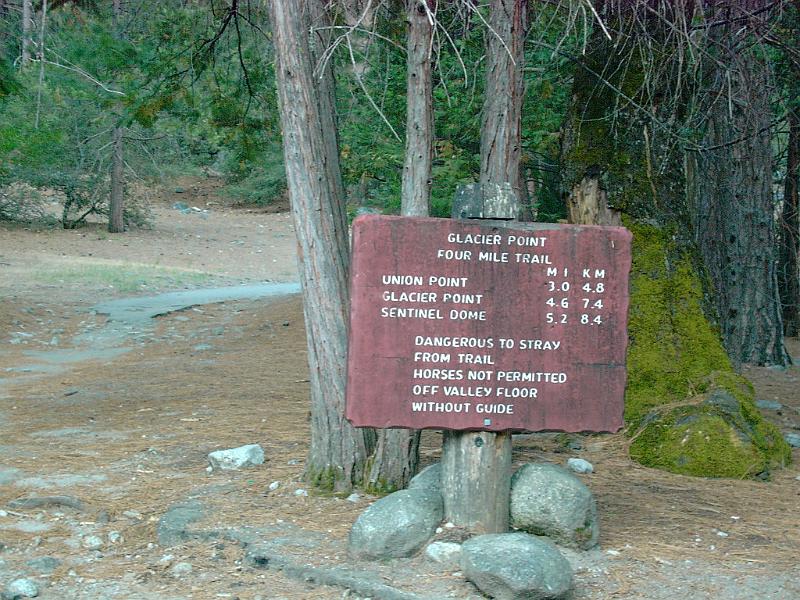 GLACIER POINT
FOUR MILE TRAIL
MI KM
UNION POINT 3.0 4.8
GLACIER POINT 4.6 7.4
SENTINEL DOME 5.2 8.4
DANGEROUS TO STRAY
FROM TRAIL
HORSES NOT PERMITTED
OFF VALLEY FLOOR
WITHOUT GUIDE